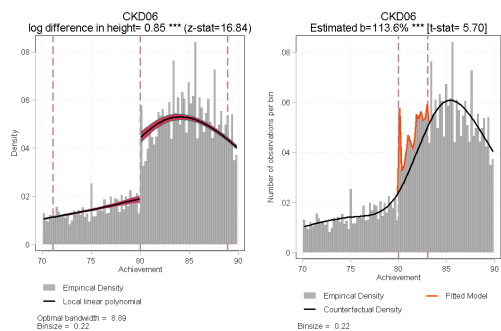 CKD06
log difference in height= 0.85 *** (z-stat=16.84)
.08
.06
.04
.02
0
Density
70
75
80
85
90
Achievement
Empirical Density
Local linear polynomial
Optimal bandwidth = 8.89
Binsize = 0.22
CKD06
Estimated b=113.6% *** [t-stat= 5.70]
.08
.06
.04
.02
0
Number of observations per bin
70
75
80
85
90
Achievement
Empirical Density
Fitted Model
Counterfactual Density
Binsize = 0.22